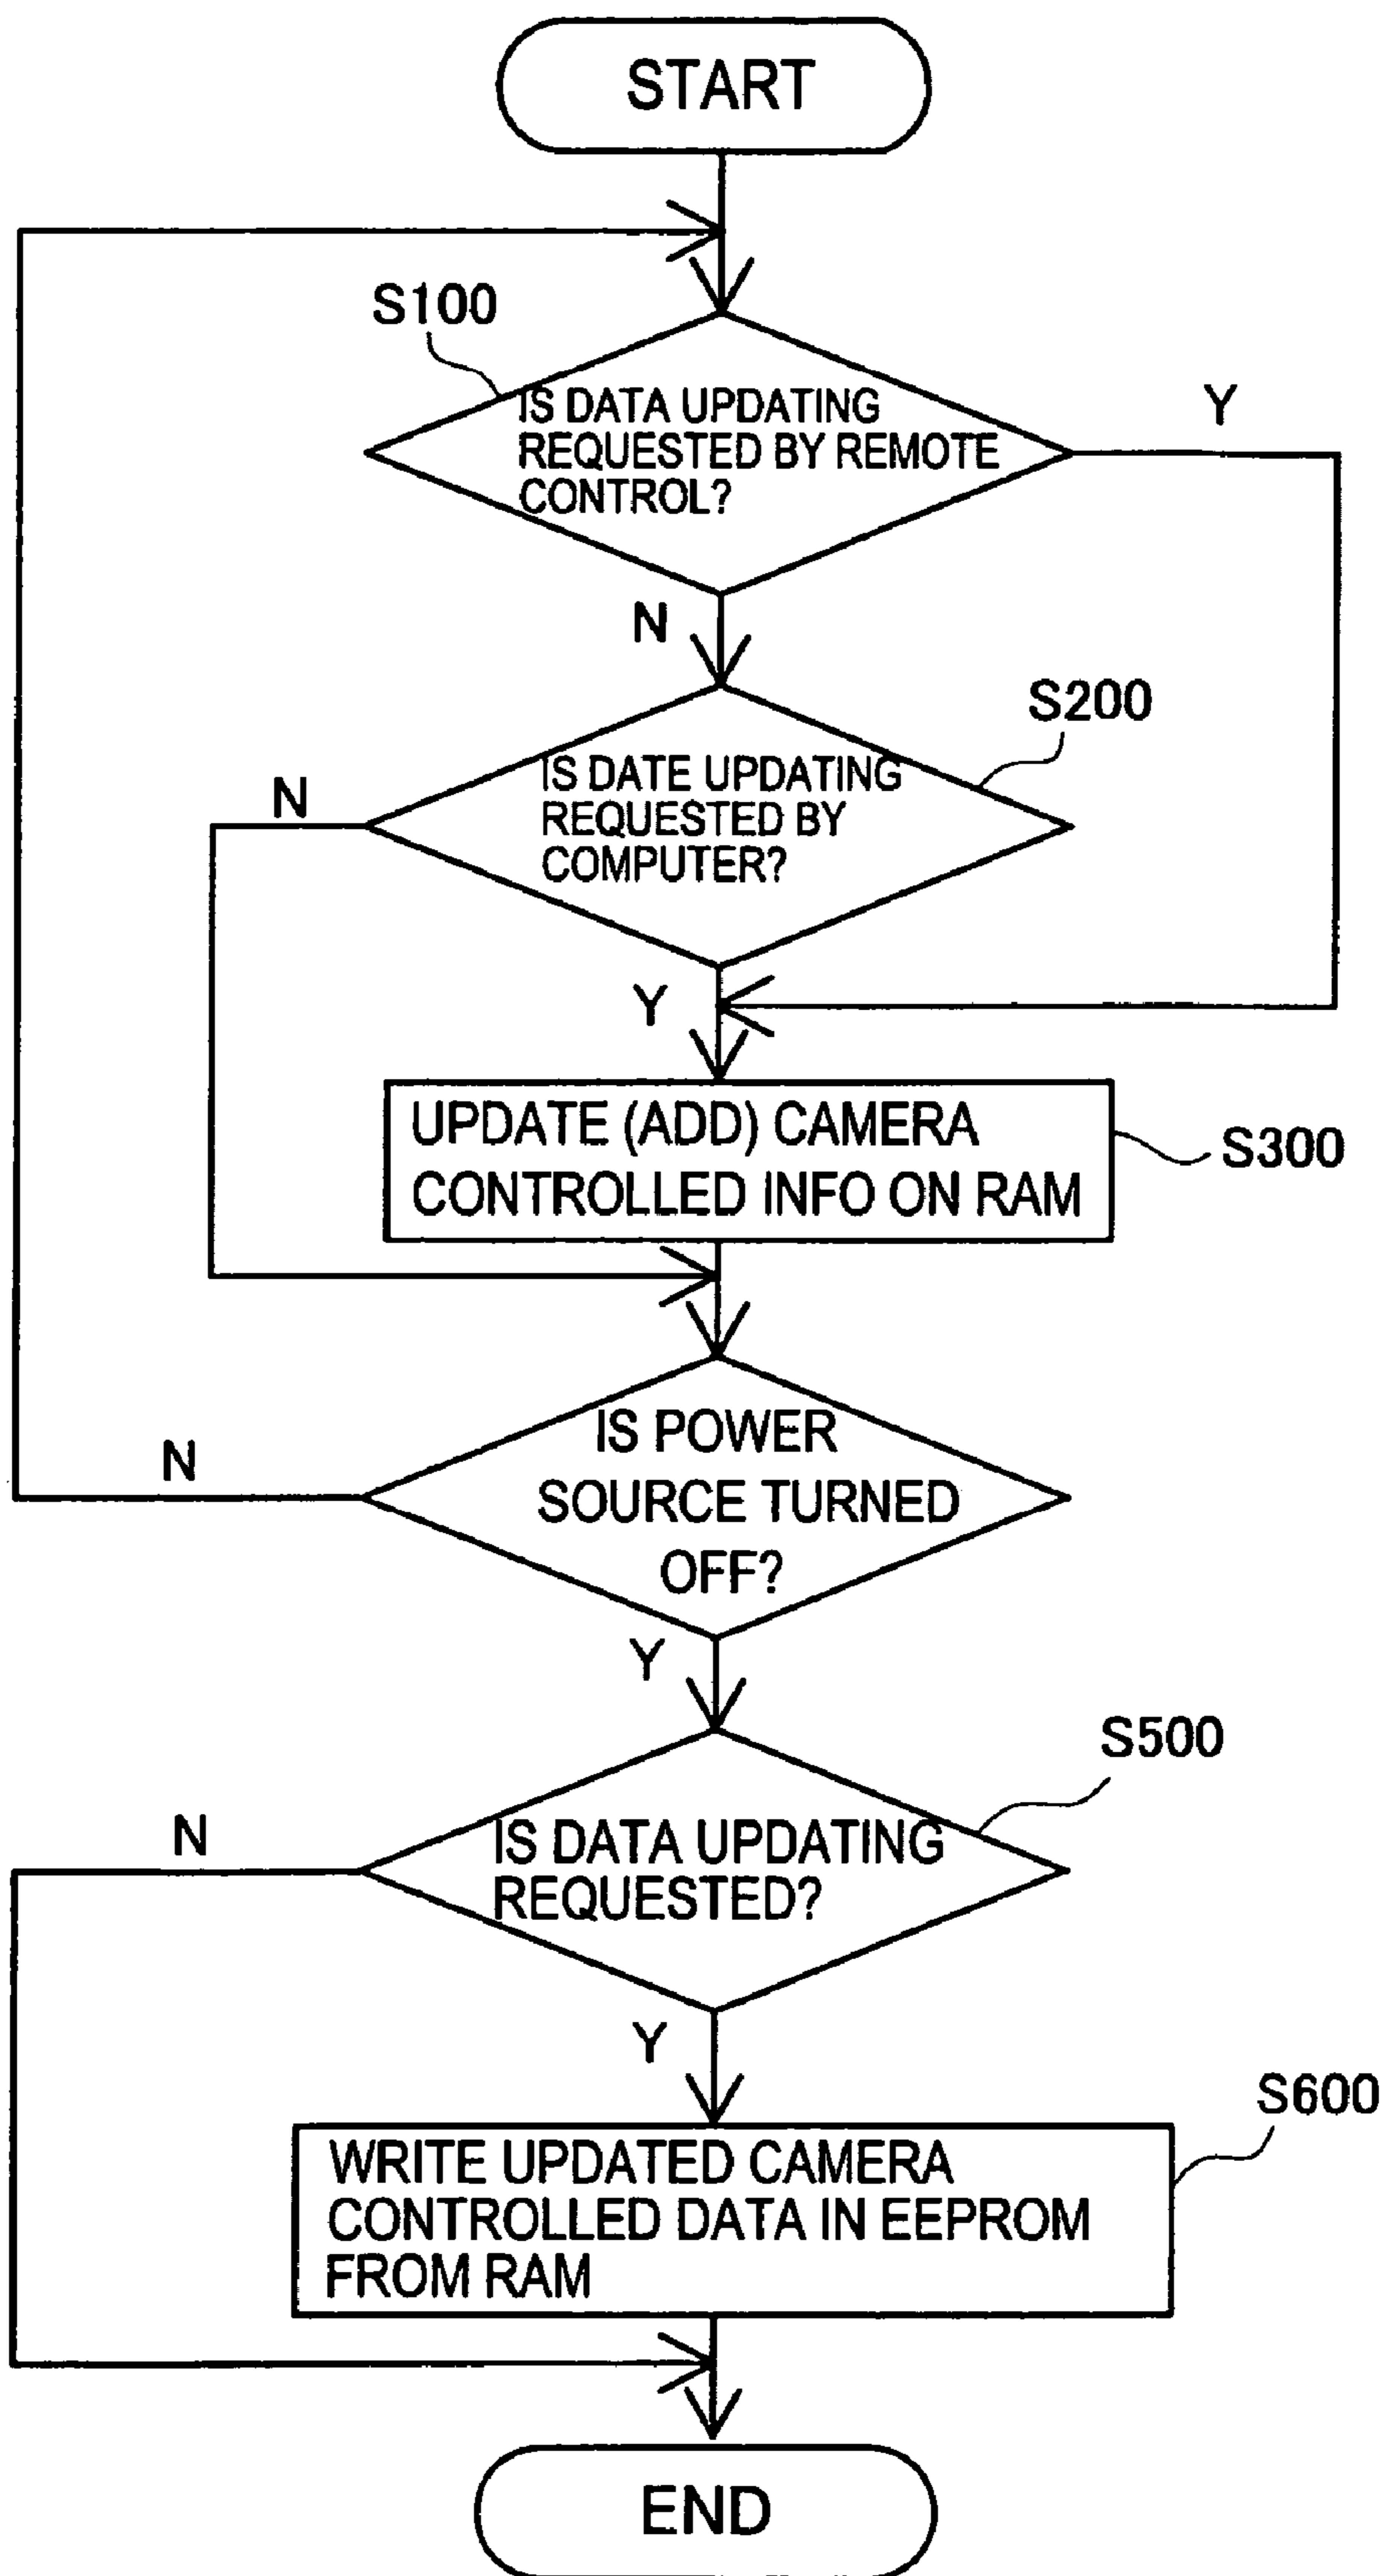 START
S100
IS DATA UPDATING
REQUESTED BY REMOTE
CONTROL?
Y
N
S200
IS DATE UPDATING
REQUESTED BY
COMPUTER?
N
Y
UPDATE (ADD) CAMERA
CONTROLLED INFO ON RAM
S300
IS POWER
SOURCE TURNED
OFF?
N
Y
S500
IS DATA UPDATING
REQUESTED?
N
Y
S600
WRITE UPDATED CAMERA
CONTROLLED DATA IN EEPROM
FROM RAM
END